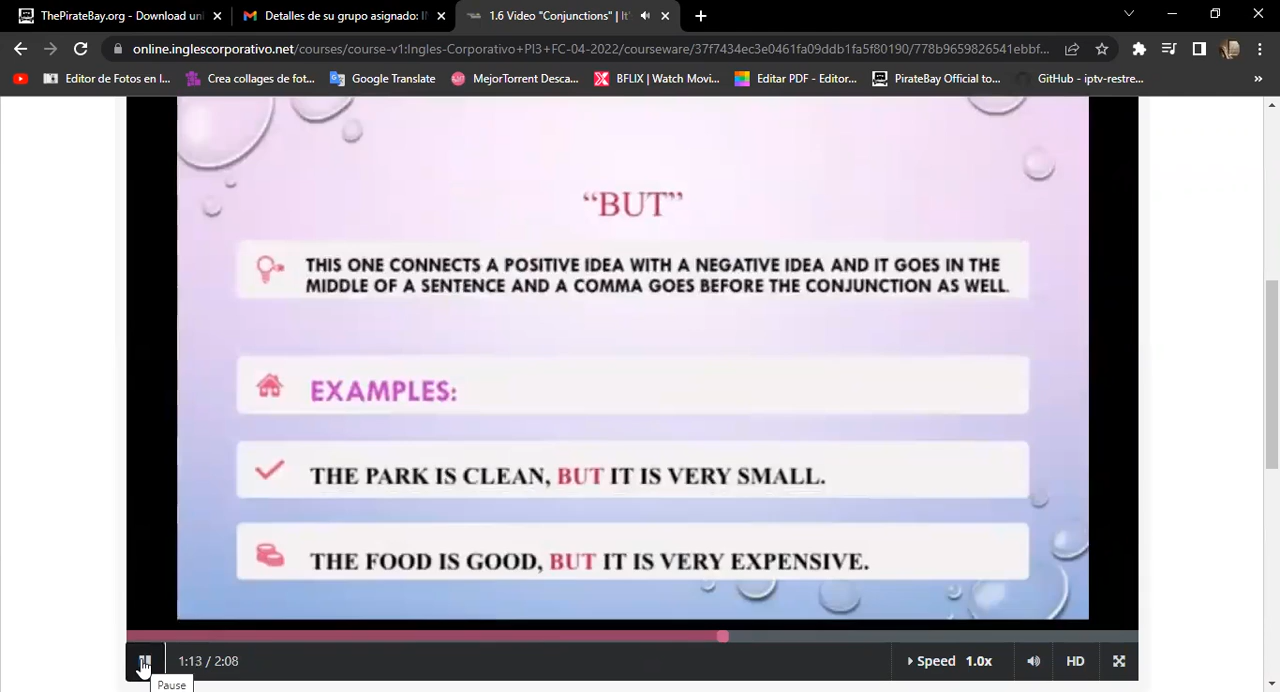 ThePirateBay.org - Download unl
Detalles de su grupo asignado: IN
1.6 Video "Conjunctions" | It'
online.inglescorporativo.net/courses/course-v1:Ingles-Corporativo+PI3+FC-04-2022/courseware/37f7434ec3e0461fa09ddb1fa5f80190/778b9659826541ebbf...
Editor de Fotos en l...
Crea collages de fot...
Google Translate
MejorTorrent Desca...
BFLIX | Watch Movi...
Editar PDF - Editor...
PirateBay Official to...
GitHub - iptv-restre...
»
“BUT”
THIS ONE CONNECTS A POSITIVE IDEA WITH A NEGATIVE IDEA AND IT GOES IN THE
MIDDLE OF A SENTENCE AND A COMMA GOES BEFORE THE CONJUNCTION AS WELL.
EXAMPLES:
THE PARK IS CLEAN, BUT IT IS VERY SMALL.
THE FOOD IS GOOD, BUT IT IS VERY EXPENSIVE.
1:13 / 2:08
Speed 1.0x
HD
Pause